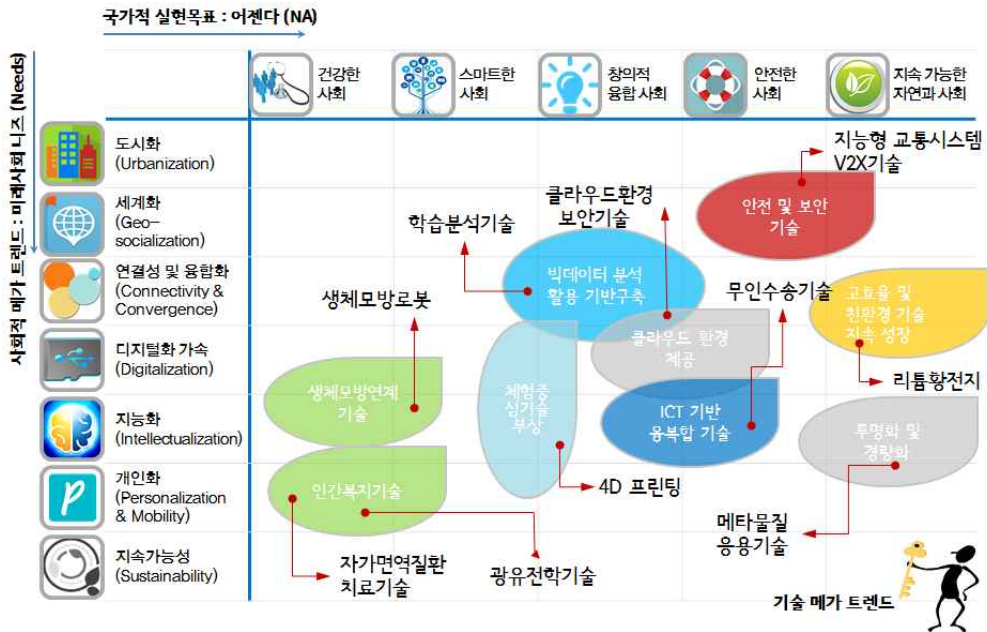 국가적 실현목표 : 어젠다 (NA)
사회적 메가 트렌드 : 미래사회 니즈 (Needs)
건강한
사회
스마트한
사회
창의적
융합 사회
안전한
사회
지속 가능한
자연과 사회
도시화
(Urbanization)
세계화
(Geo-
socialization)
연결성 및 융합화
(Connectivity &
Convergence)
디지털화 가속
(Digitalization)
지능화
(Intellectualization)
개인화
(Personalization
& Mobility)
지속가능성
(Sustainability)
지능형 교통시스템
V2X기술
안전 및 보안
기술
클라우드환경
보안기술
학습분석기술
빅데이터 분석
활용 기반구축
무인수송기술
고효율 및
친환경 기술
지속 성장
생체모방로봇
클라우드 환경
제공
리튬황전지
생체모방연계
기술
체험중
심기술
부상
ICT 기반
융복합 기술
투명화 및
경량화
인간복지기술
4D 프린팅
메타물질
응용기술
자가면역질환
치료기술
광유전학기술
기술 메가 트렌드